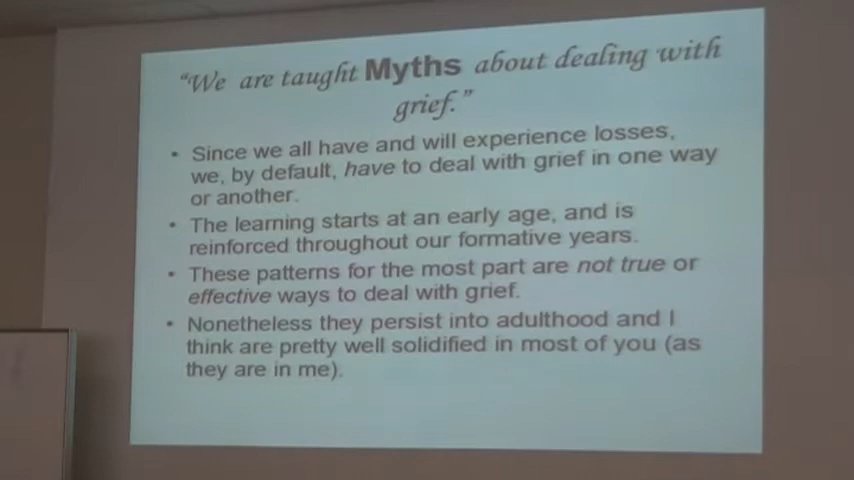 “We are taught Myths about dealing with
grief.”
• Since we all have and will experience losses,
we, by default, have to deal with grief in one way
or another.
• The learning starts at an early age, and is
reinforced throughout our formative years.
• These patterns for the most part are not true or
effective ways to deal with grief.
• Nonetheless they persist into adulthood and I
think are pretty well solidified in most of you (as
they are in me).